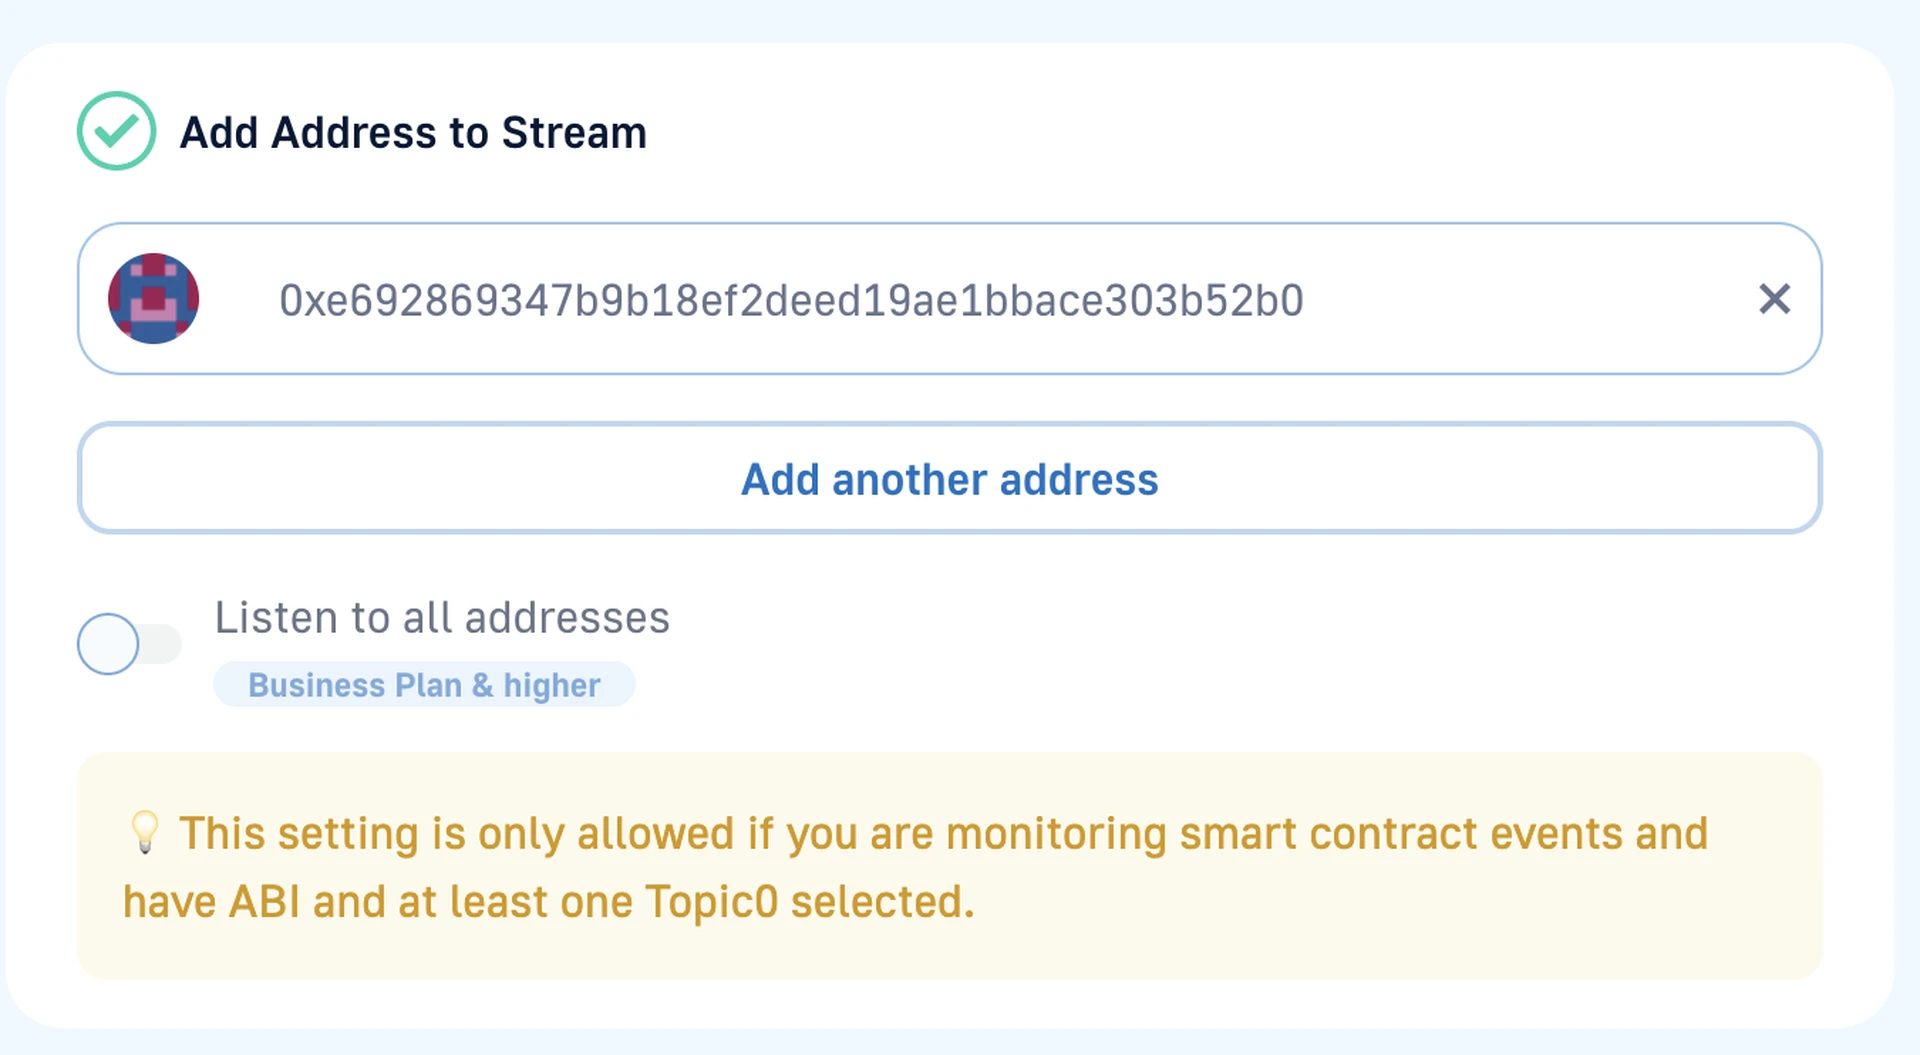 Add Address to Stream
0xe692869347b9b18ef2deed19ae1bbace303b52b0
Add another address
Listen to all addresses
Business Plan & higher
💡 This setting is only allowed if you are monitoring smart contract events and
have ABI and at least one Topic0 selected.